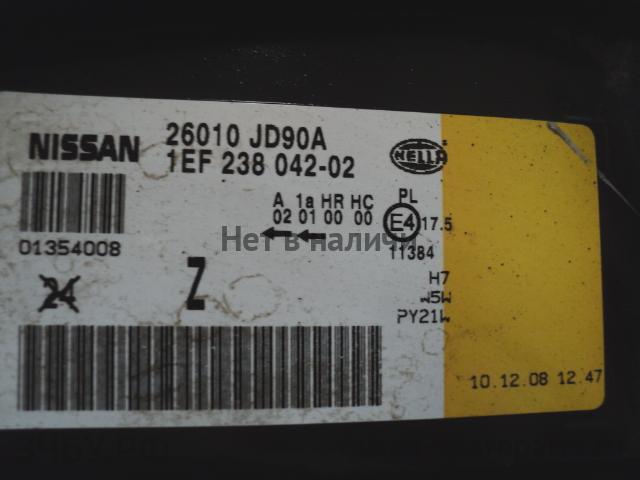 NISSAN 26010 JD90A
1EF 238 042-02
HELLA
A 1a HR HC PL
02 01 00 00 E4 17.5
Нет в наличи
11384
01354008
24
Z
H7
W5W
PY21W
10.12.08 12.47